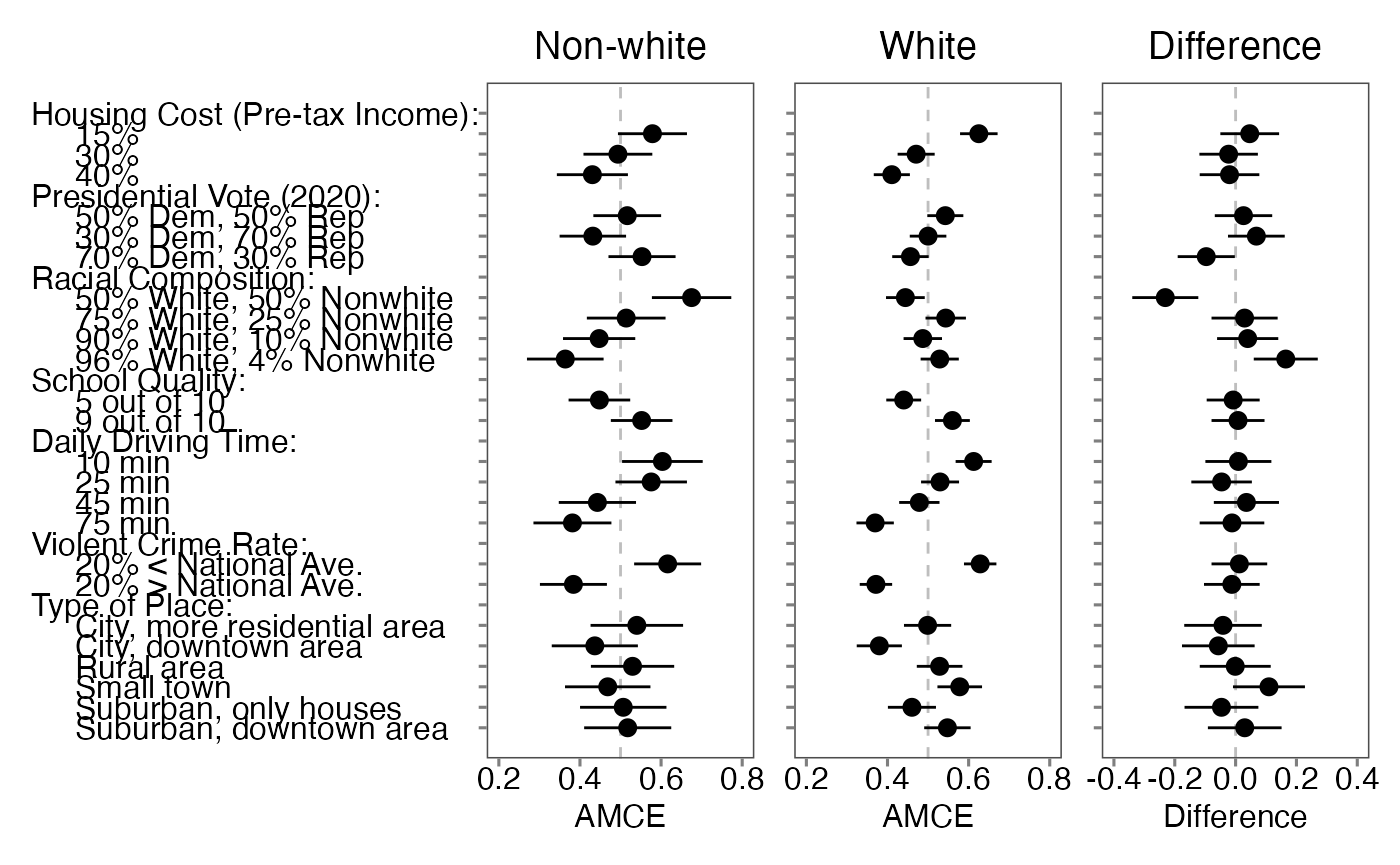 Non-white
White
Difference
Housing Cost (Pre-tax Income):
15%
30%
40%
Presidential Vote (2020):
50% Dem, 50% Rep
30% Dem, 70% Rep
70% Dem, 30% Rep
Racial Composition:
50% White, 50% Nonwhite
75% White, 25% Nonwhite
90% White, 10% Nonwhite
96% White, 4% Nonwhite
School Quality:
5 out of 10
9 out of 10
Daily Driving Time:
10 min
25 min
45 min
75 min
Violent Crime Rate:
20% < National Ave.
20% > National Ave.
Type of Place:
City, more residential area
City, downtown area
Rural area
Small town
Suburban, only houses
Suburban, downtown area
0.2 0.4 0.6 0.8
0.2 0.4 0.6 0.8
-0.4 -0.2 0.0 0.2 0.4
AMCE
AMCE
Difference